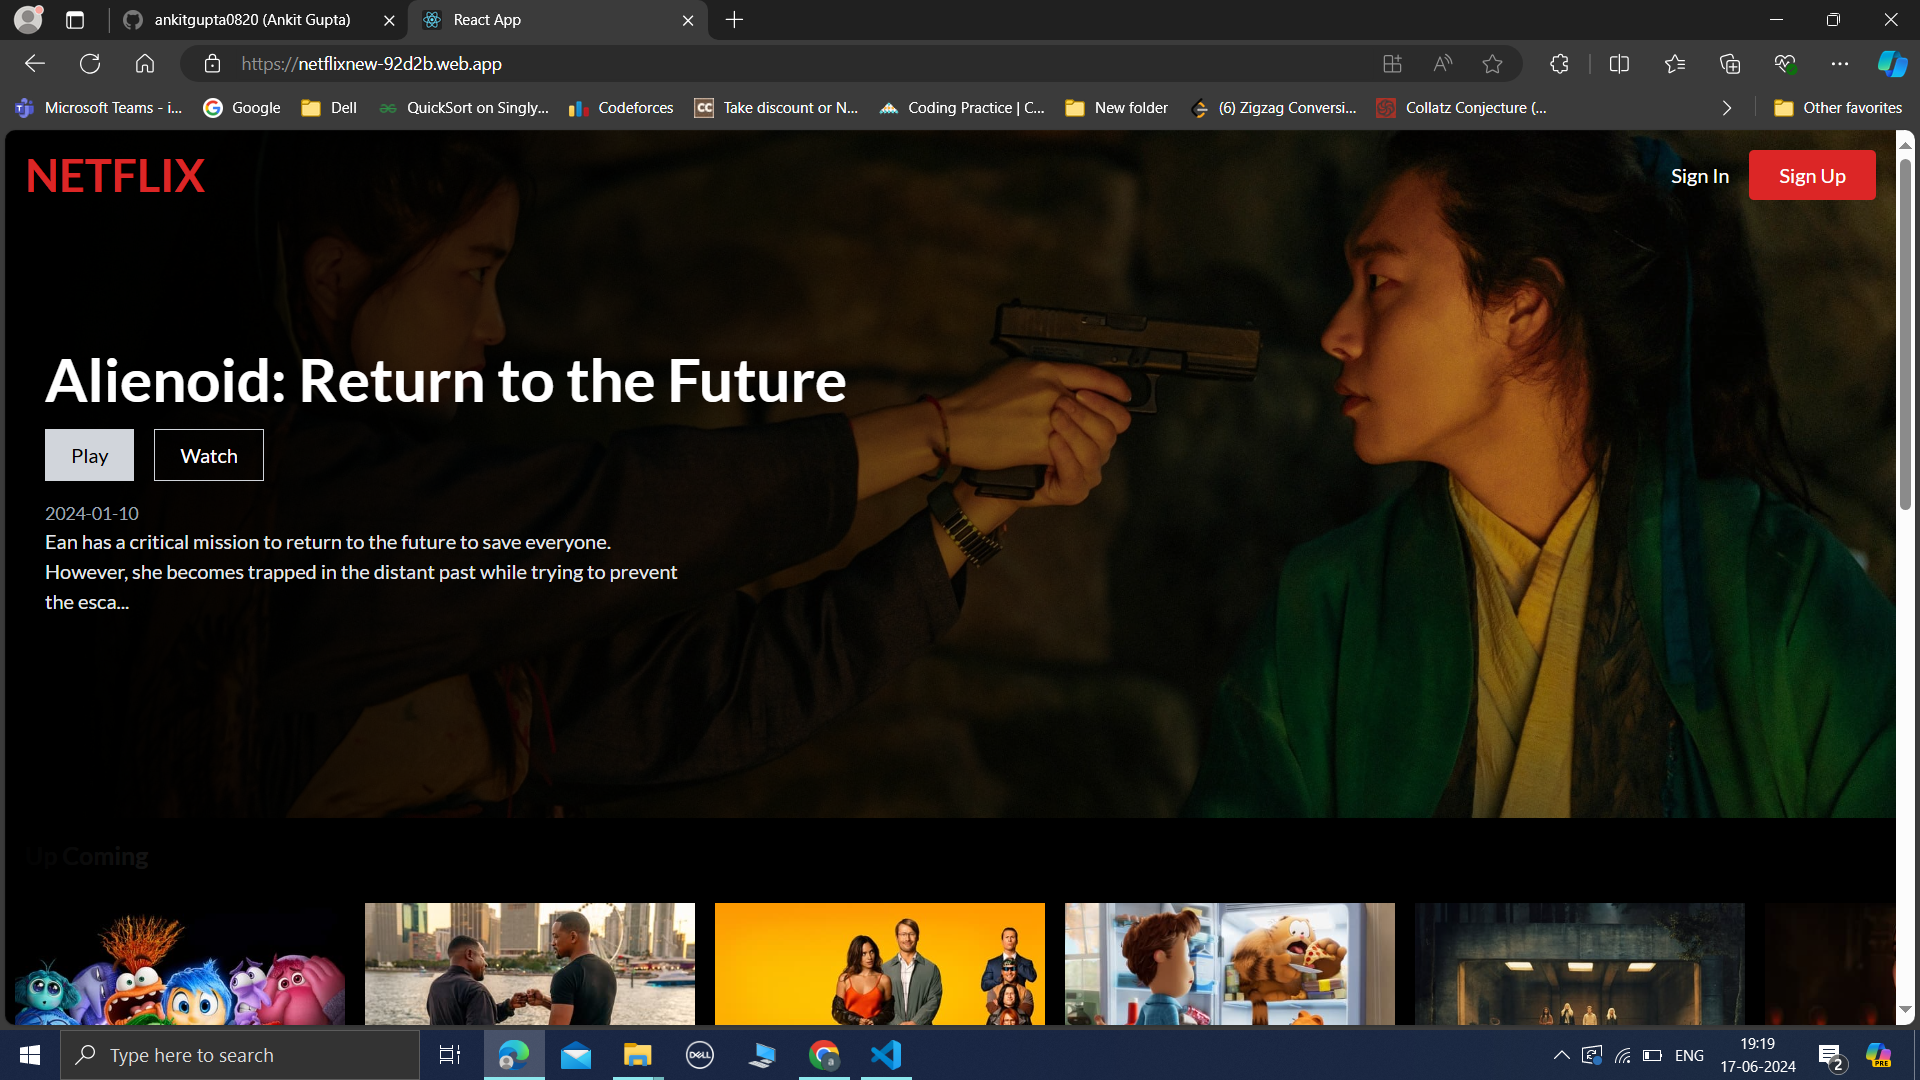 ankitgupta0820 (Ankit Gupta)
React App
https://netflixnew-92d2b.web.app
Microsoft Teams - i...
Google
Dell
QuickSort on Singly...
Codeforces
Take discount or N...
Coding Practice | C...
New folder
(6) Zigzag Conversi...
Collatz Conjecture (...
Other favorites
NETFLIX
Sign In
Sign Up
Alienoid: Return to the Future
Play
Watch
2024-01-10
Ean has a critical mission to return to the future to save everyone.
However, she becomes trapped in the distant past while trying to prevent
the esca...
Up Coming
Type here to search
DELL
a
ENG
19:19
17-06-2024
2
PRE